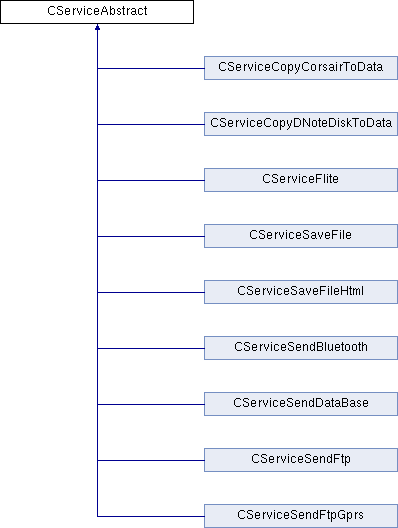 CServiceAbstract
CServiceCopyCorsairToData
CServiceCopyDNoteDiskToData
CServiceFlite
CServiceSaveFile
CServiceSaveFileHtml
CServiceSendBluetooth
CServiceSendDataBase
CServiceSendFtp
CServiceSendFtpGprs